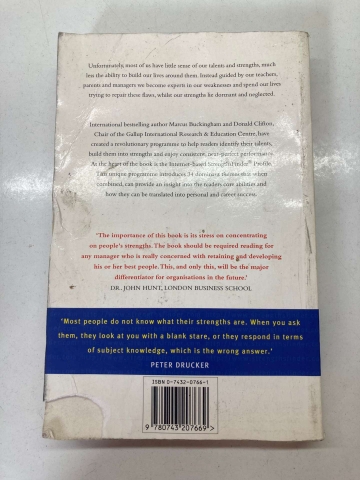 Unfortunately, most of us have little sense of our talents and strengths, much
less the ability to build our lives around them. Instead guided by our teachers,
parents and managers we become experts in our weaknesses and spend our lives
trying to repair these flaws, whilst our strengths lie dormant and neglected.
International bestselling author Marcus Buckingham and Donald Clifton,
Chair of the Gallup International Research & Education Centre, have
created a revolutionary programme to help readers identify their talents,
build them into strengths and enjoy consistent, near-perfect performance.
At the heart of the book is the Internet-based StrengthsFinder® Profile.
This unique programme introduces 34 dominant themes that when
combined, can provide an insight into the readers core abilities and
how they can be translated into personal and career success.
'The importance of this book is its stress on concentrating
on people's strengths. The book should be required reading for
any manager who is really concerned with retaining and developing
his or her best people. This, and only this, will be the major
differentiator for organisations in the future.'
DR. JOHN HUNT, LONDON BUSINESS SCHOOL
'Most people do not know what their strengths are. When you ask
them, they look at you with a blank stare, or they respond in terms
of subject knowledge, which is the wrong answer.'
PETER DRUCKER
ISBN 0-7432-0766-1
9 780743 207669 >